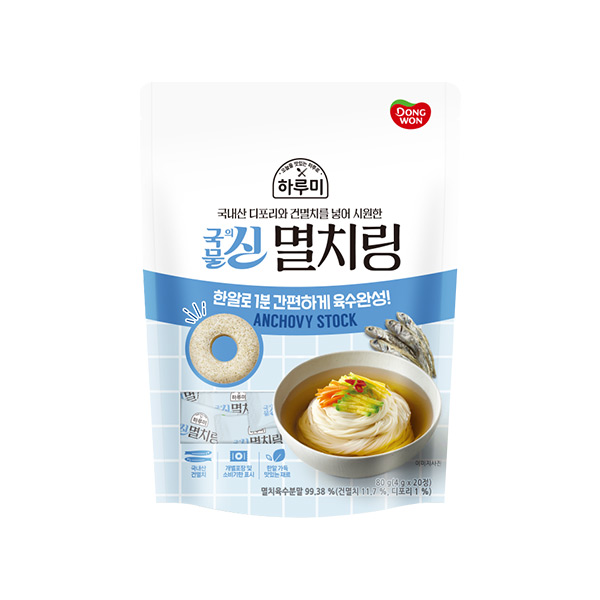 DONG
WON
오늘을 맛있는 하루로
하루미
국내산 디포리와 건멸치를 넣어 시원한
국물의신 멸치링
한알로 1분 간편하게 육수완성!
ANCHOVY STOCK
하루미
멸치링
국내산
건멸치
개별포장 및
소비기한 표시
한알 가득
맛있는 재료
이미지사진
80 g(4 g x 20정)
멸치육수분말 99.38 %(건멸치 11.7 %, 디포리 1 %)